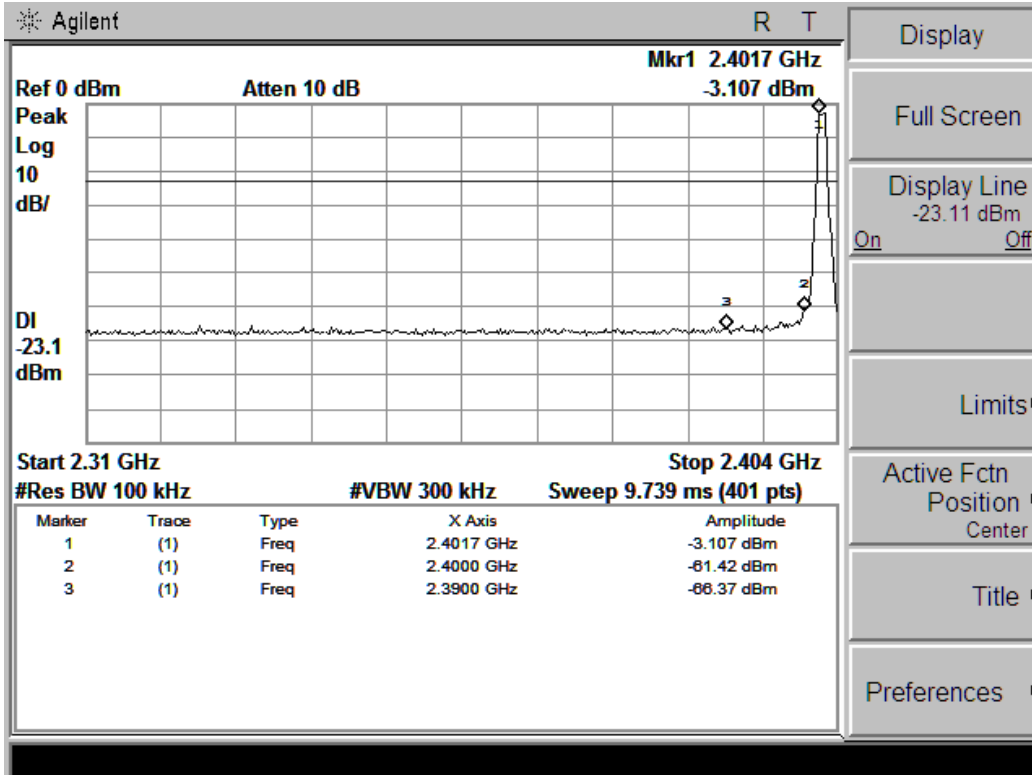 Agilent
R T
Mkr1 2.4017 GHz
Ref 0 dBm Atten 10 dB -3.107 dBm
Peak
Log
10
dB/
1
2
3
DI
-23.1
dBm
Start 2.31 GHz Stop 2.404 GHz
#Res BW 100 kHz #VBW 300 kHz Sweep 9.739 ms (401 pts)
Marker Trace Type X Axis Amplitude
1 (1) Freq 2.4017 GHz -3.107 dBm
2 (1) Freq 2.4000 GHz -61.42 dBm
3 (1) Freq 2.3900 GHz -66.37 dBm
Display
Full Screen
Display Line
-23.11 dBm
On Off
Limits
Active Fctn
Position
Center
Title
Preferences